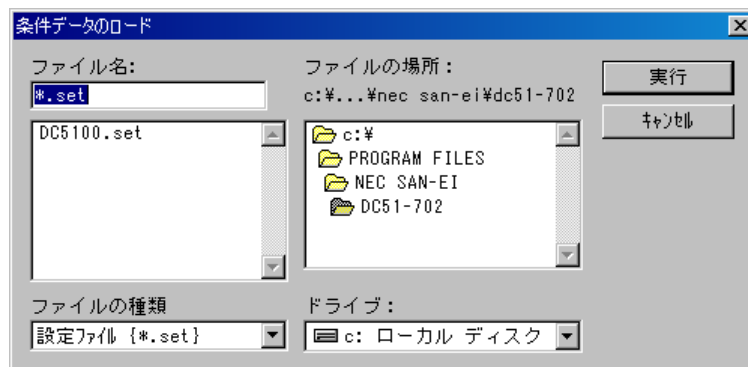 条件データのロード
ファイル名:
*.set
DC5100.set
ファイルの種類
設定ファイル {*.set}
ファイルの場所：
c:¥...¥nec san-ei¥dc51-702
c:¥
PROGRAM FILES
NEC SAN-EI
DC51-702
ドライブ：
c: ローカル ディスク
実行
ｷｬﾝｾﾙ